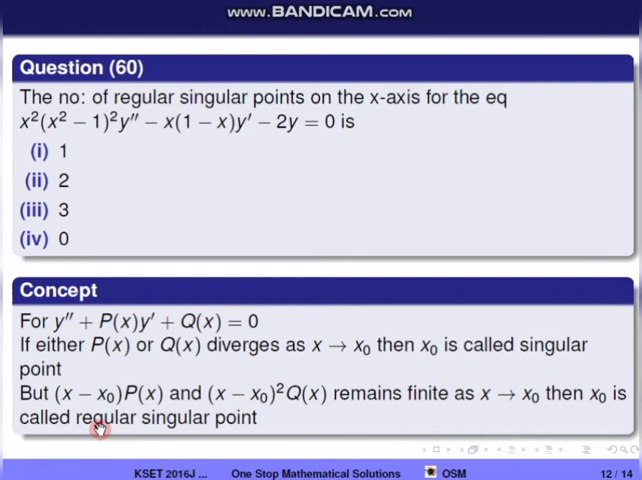 www.BANDICAM.com
Question (60)
The no: of regular singular points on the x-axis for the eq
x²(x² − 1)²y″ − x(1 − x)y′ − 2y = 0 is
(i) 1
(ii) 2
(iii) 3
(iv) 0
Concept
For y″ + P(x)y′ + Q(x) = 0
If either P(x) or Q(x) diverges as x → x₀ then x₀ is called singular
point
But (x − x₀)P(x) and (x − x₀)²Q(x) remains finite as x → x₀ then x₀ is
called regular singular point
KSET 2016J ... One Stop Mathematical Solutions OSM 12 / 14